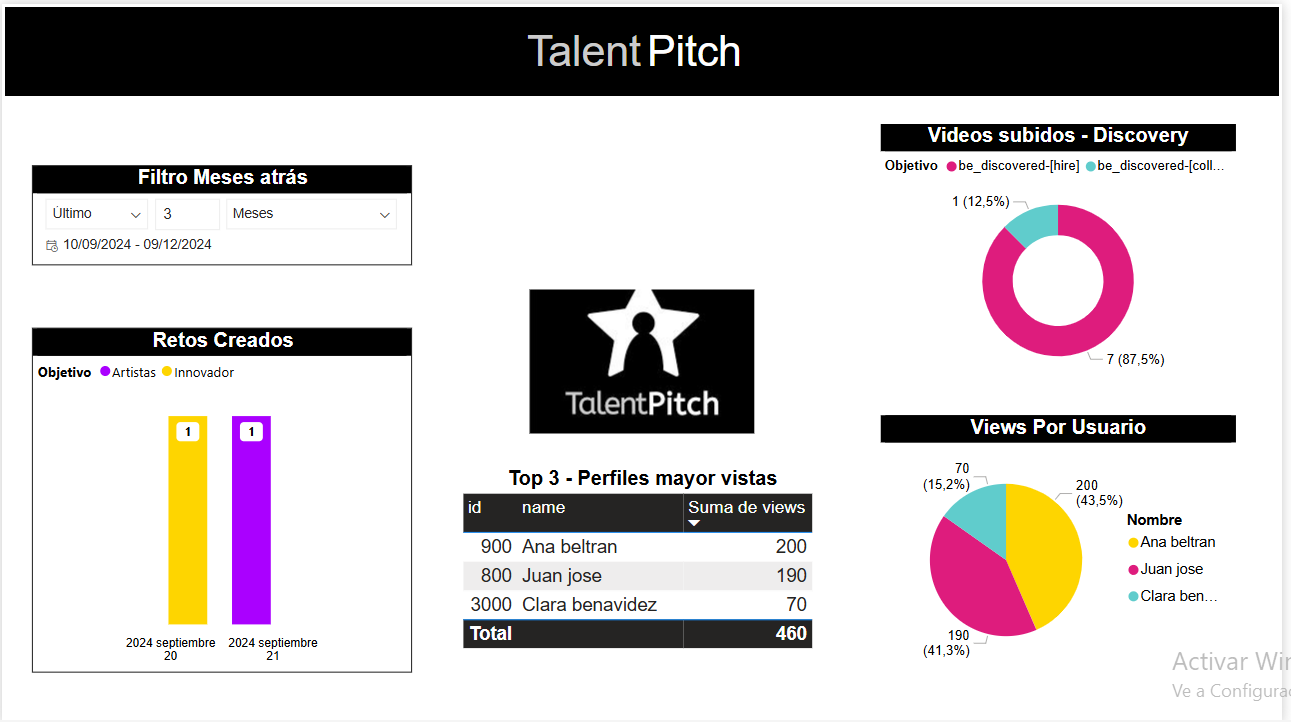 Talent Pitch
Filtro Meses atrás
Último 3 Meses
10/09/2024 - 09/12/2024
Retos Creados
Objetivo Artistas Innovador
1 1
2024 septiembre 2024 septiembre
20 21
TalentPitch
Top 3 - Perfiles mayor vistas
id name Suma de views
900 Ana beltran 200
800 Juan jose 190
3000 Clara benavidez 70
Total 460
Videos subidos - Discovery
Objetivo be_discovered-[hire] be_discovered-[coll...
1 (12,5%)
7 (87,5%)
Views Por Usuario
70
(15,2%)
200
(43,5%)
190
(41,3%)
Nombre
Ana beltran
Juan jose
Clara ben...
Activar Win
Ve a Configurac